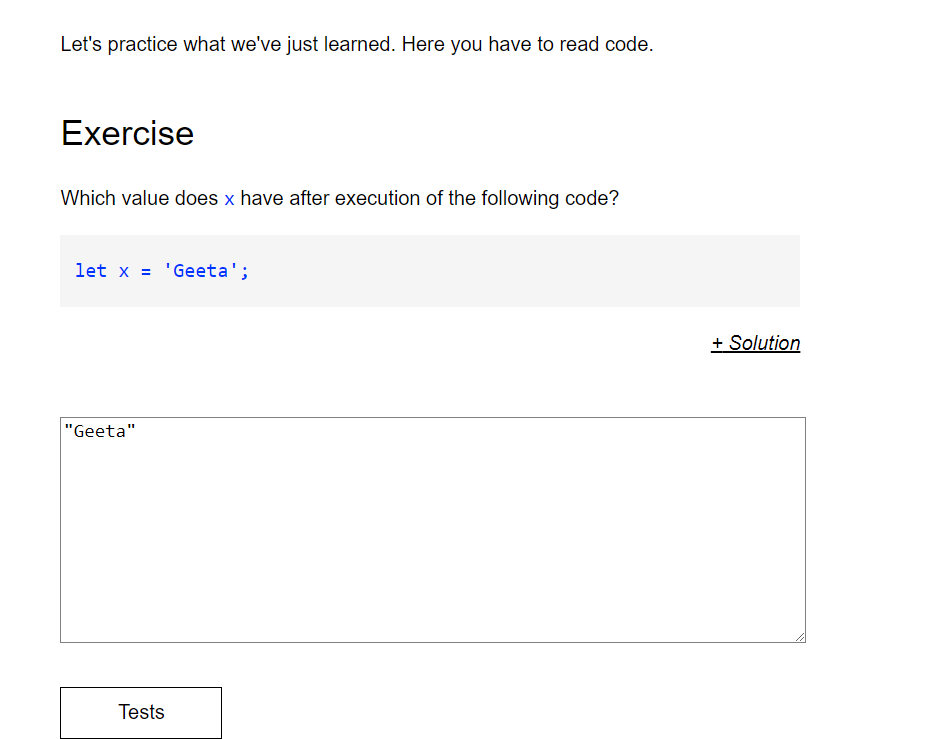 Let's practice what we've just learned. Here you have to read code.
Exercise
Which value does x have after execution of the following code?
let x = 'Geeta';
+ Solution
"Geeta"
Tests